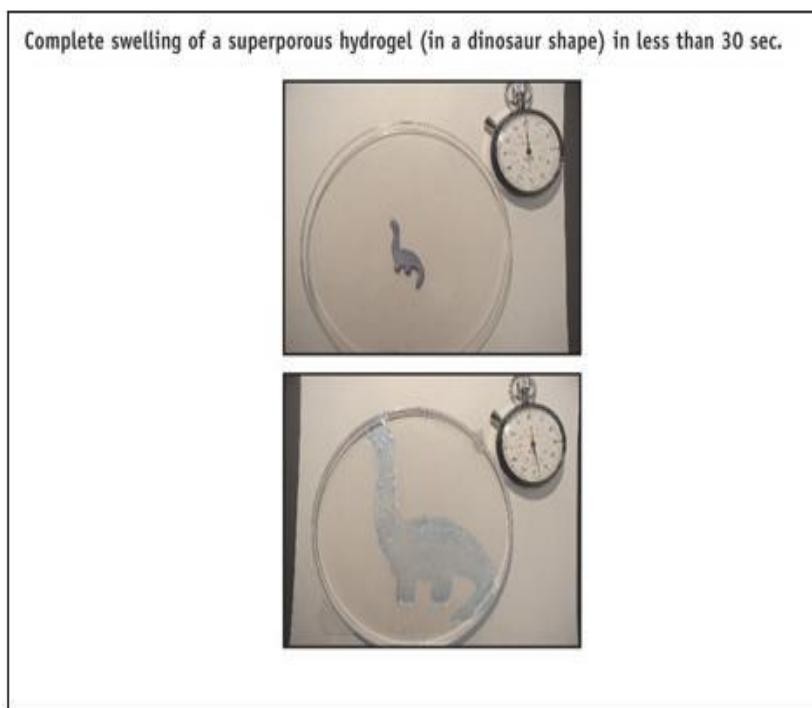 Complete swelling of a superporous hydrogel (in a dinosaur shape) in less than 30 sec.